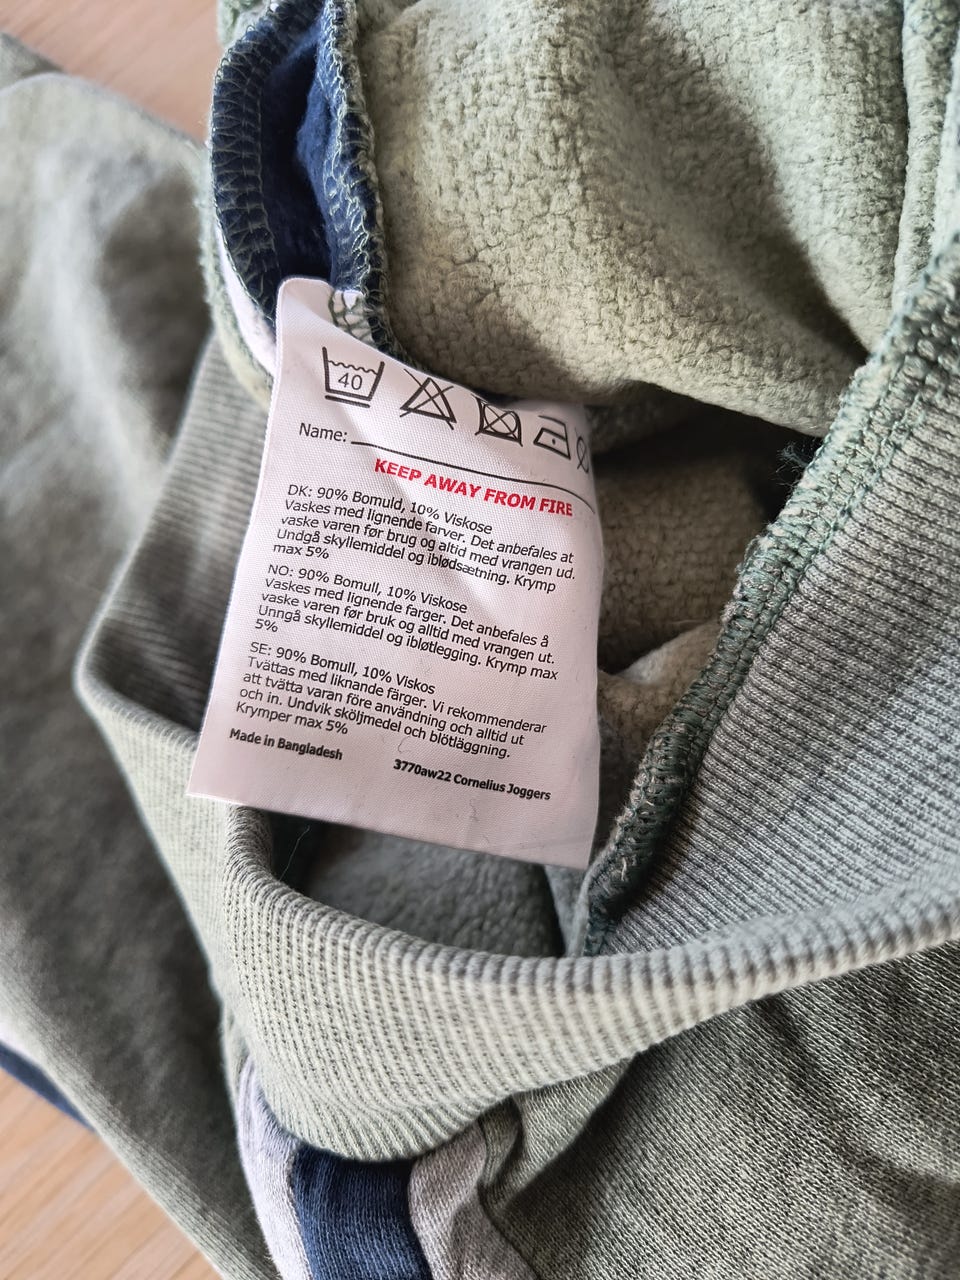 40
Name:
KEEP AWAY FROM FIRE
DK: 90% Bomuld, 10% Viskose
Vaskes med lignende farver. Det anbefales at
vaske varen før brug og altid med vrangen ud.
Undgå skyllemiddel og iblødsætning. Krymp
max 5%
NO: 90% Bomull, 10% Viskose
Vaskes med lignende farger. Det anbefales å
vaske varen før bruk og alltid med vrangen ut.
Unngå skyllemiddel og ibløtlegging. Krymp max
5%
SE: 90% Bomull, 10% Viskos
Tvättas med liknande färger. Vi rekommenderar
att tvätta varan före användning och alltid ut
och in. Undvik sköljmedel och blötläggning.
Krymper max 5%
Made in Bangladesh
3770aw22 Cornelius Joggers